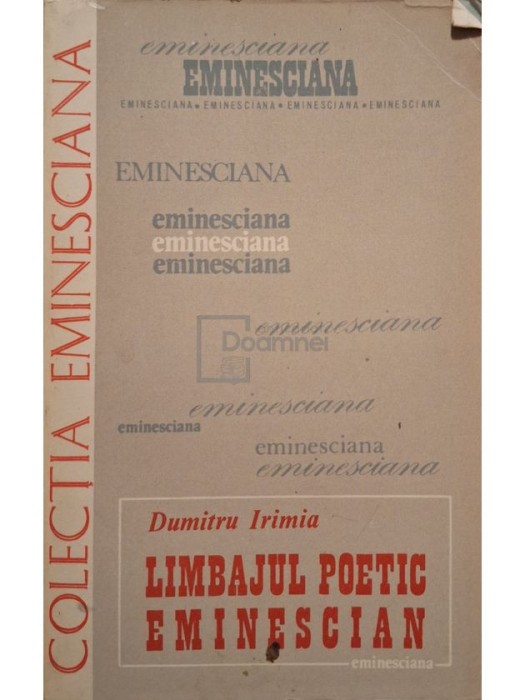 COLECȚIA EMINESCIANA
eminesciana
EMINESCIANA
EMINESCIANA • EMINESCIANA • EMINESCIANA • EMINESCIANA
EMINESCIANA
eminesciana
eminesciana
eminesciana
eminesciana
Doamnei
eminesciana
eminesciana
eminesciana
eminesciana
Dumitru Irimia
LIMBAJUL POETIC
EMINESCIAN
eminesciana